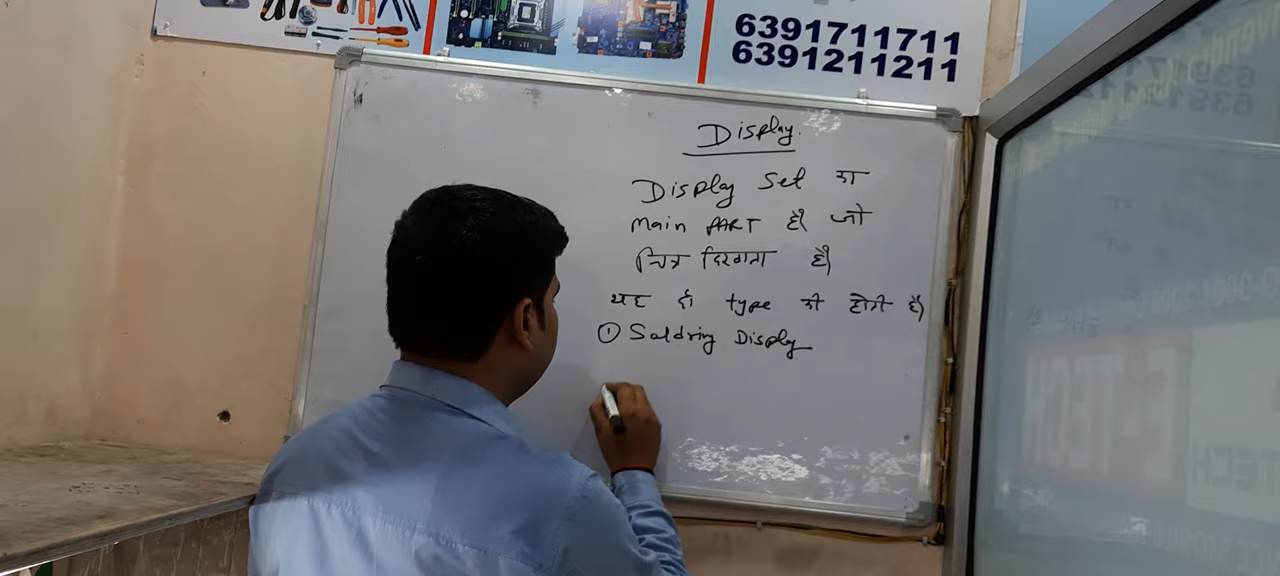 6391711711
6391211211
Display.
Display Set का
Main PART है जो
चित्र दिखाता है
यह दो type की होती है
① Soldring Display